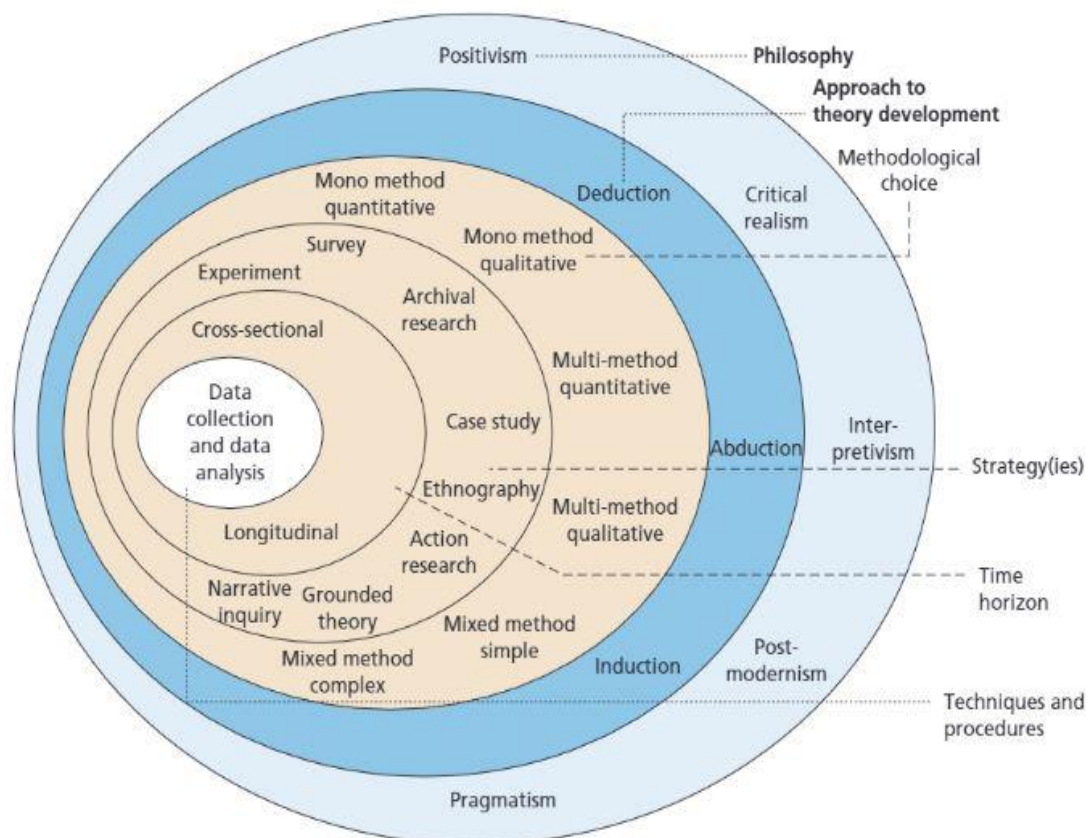 Positivism
Philosophy
Approach to
theory development
Methodological
choice
Mono method
quantitative
Deduction
Critical
realism
Mono method
qualitative
Survey
Experiment
Archival
research
Cross-sectional
Multi-method
quantitative
Data
collection
and data
analysis
Case study
Inter-
pretivism
Abduction
Strategy(ies)
Ethnography
Multi-method
qualitative
Longitudinal
Action
research
Time
horizon
Narrative
inquiry
Grounded
theory
Mixed method
simple
Mixed method
complex
Induction
Post-
modernism
Techniques and
procedures
Pragmatism